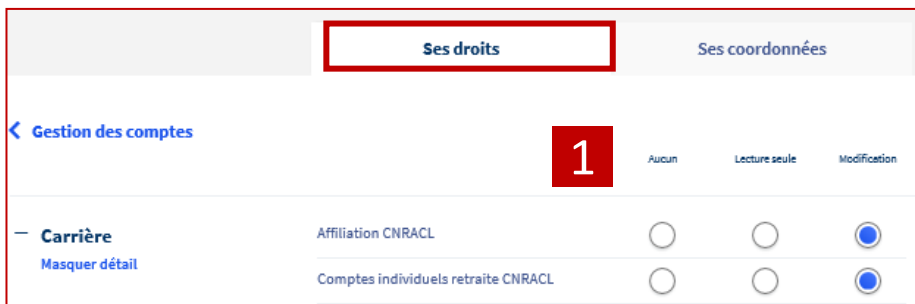 Ses droits Ses coordonnées
Gestion des comptes
1 Aucun Lecture seule Modification
Carrière Affiliation CNRACL
Masquer détail
Comptes individuels retraite CNRACL